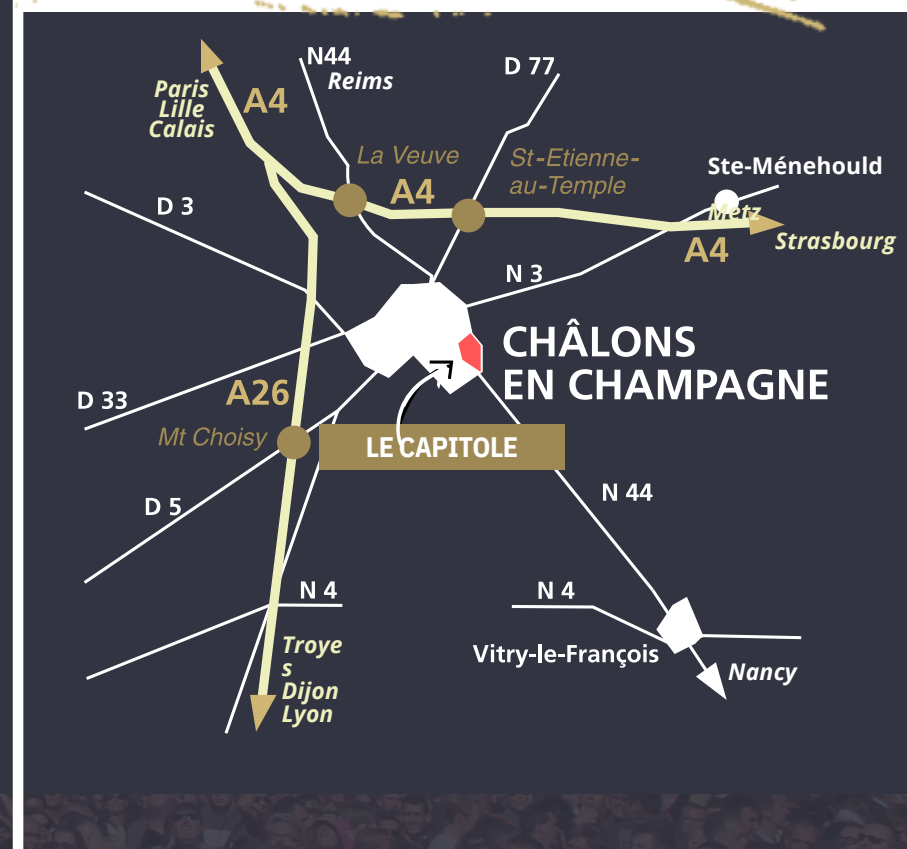 N44
Reims
D 77
Paris
Lille
Calais
A4
La Veuve
St-Etienne-
au-Temple
Ste-Ménehould
A4
D 3
Metz
Strasbourg
A4
N 3
CHÂLONS
EN CHAMPAGNE
D 33
A26
Mt Choisy
LE CAPITOLE
D 5
N 44
N 4
N 4
Troye
s
Dijon
Lyon
Vitry-le-François
Nancy